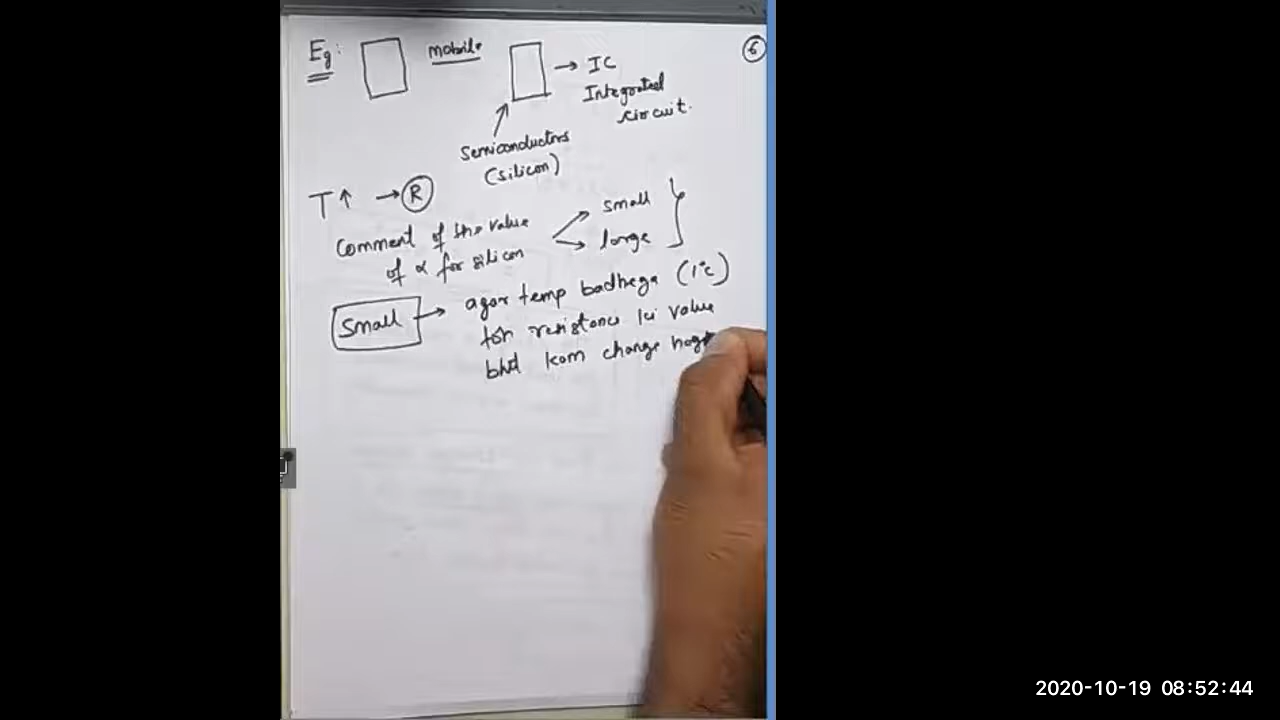 Eg:
mobile
6
→ IC
Integrated
circuit.
Semiconductors
(silicon)
T↑ → R
Comment of the value
of α for silicon
small
large
Small → agar temp badhega (1°C)
toh resistance ki value
bht kam change hoga
2020-10-19 08:52:44